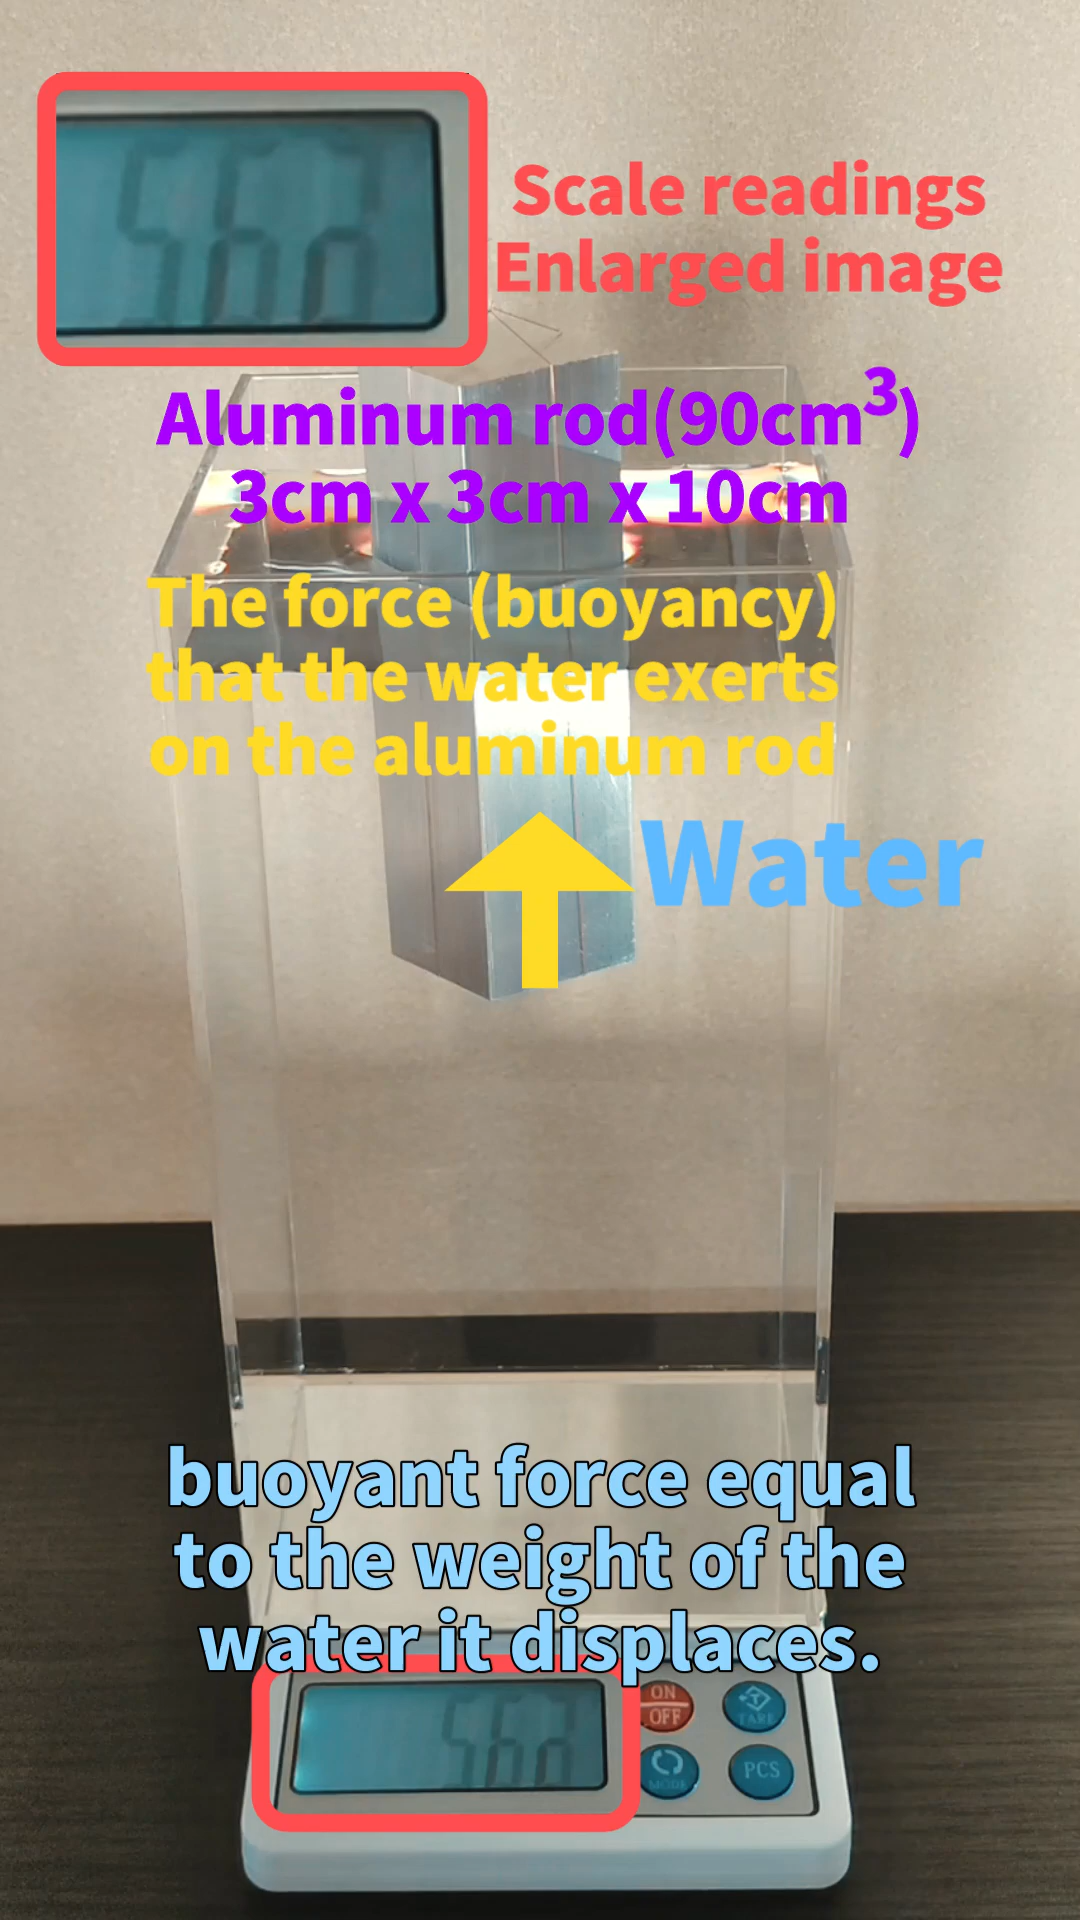 Scale readings
Enlarged image
Aluminum rod(90cm³)
3cm x 3cm x 10cm
The force (buoyancy)
that the water exerts
on the aluminum rod
Water
buoyant force equal
to the weight of the
water it displaces.
ON
OFF
TARE
MODE
PCS